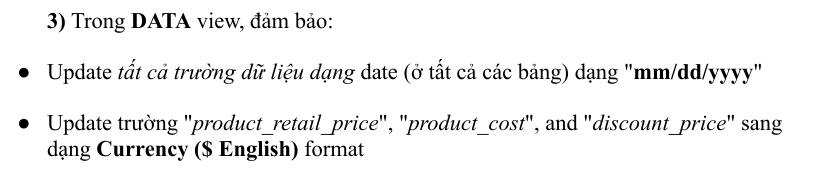 3) Trong DATA view, đảm bảo:
● Update tất cả trường dữ liệu dạng date (ở tất cả các bảng) dạng "mm/dd/yyyy"
● Update trường "product_retail_price", "product_cost", and "discount_price" sang
dạng Currency ($ English) format